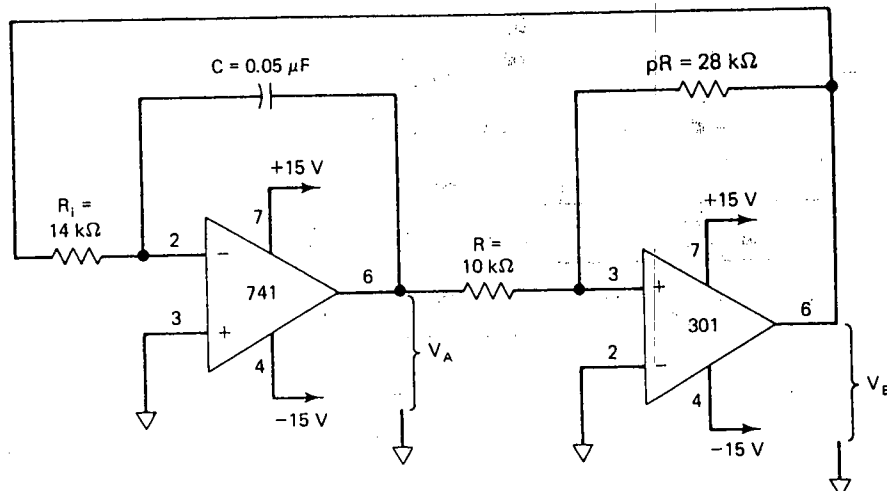 C = 0.05 μF
pR = 28 kΩ
+15 V
+15 V
R_i =
14 kΩ
7
7
2
−
R =
10 kΩ
741
6
3
+
301
6
3
+
2
−
4
V_A
4
V_B
−15 V
−15 V